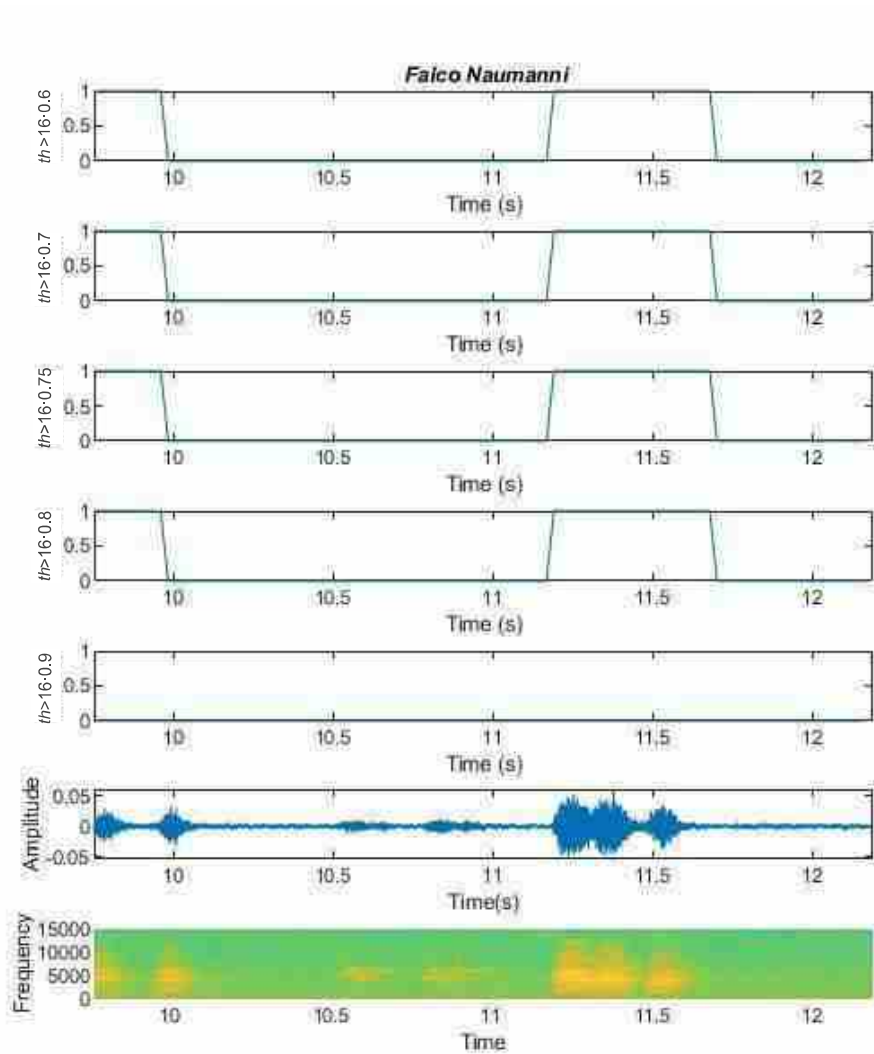 Falco Naumanni
th>16·0.6
1
0.5
0
10 10.5 11 11.5 12
Time (s)
th>16·0.7
1
0.5
0
10 10.5 11 11.5 12
Time (s)
th>16·0.75
1
0.5
0
10 10.5 11 11.5 12
Time (s)
th>16·0.8
1
0.5
0
10 10.5 11 11.5 12
Time (s)
th>16·0.9
1
0.5
0
10 10.5 11 11.5 12
Time (s)
Amplitude
0.05
0
-0.05
10 10.5 11 11.5 12
Time(s)
Frequency
15000
10000
5000
0
10 10.5 11 11.5 12
Time